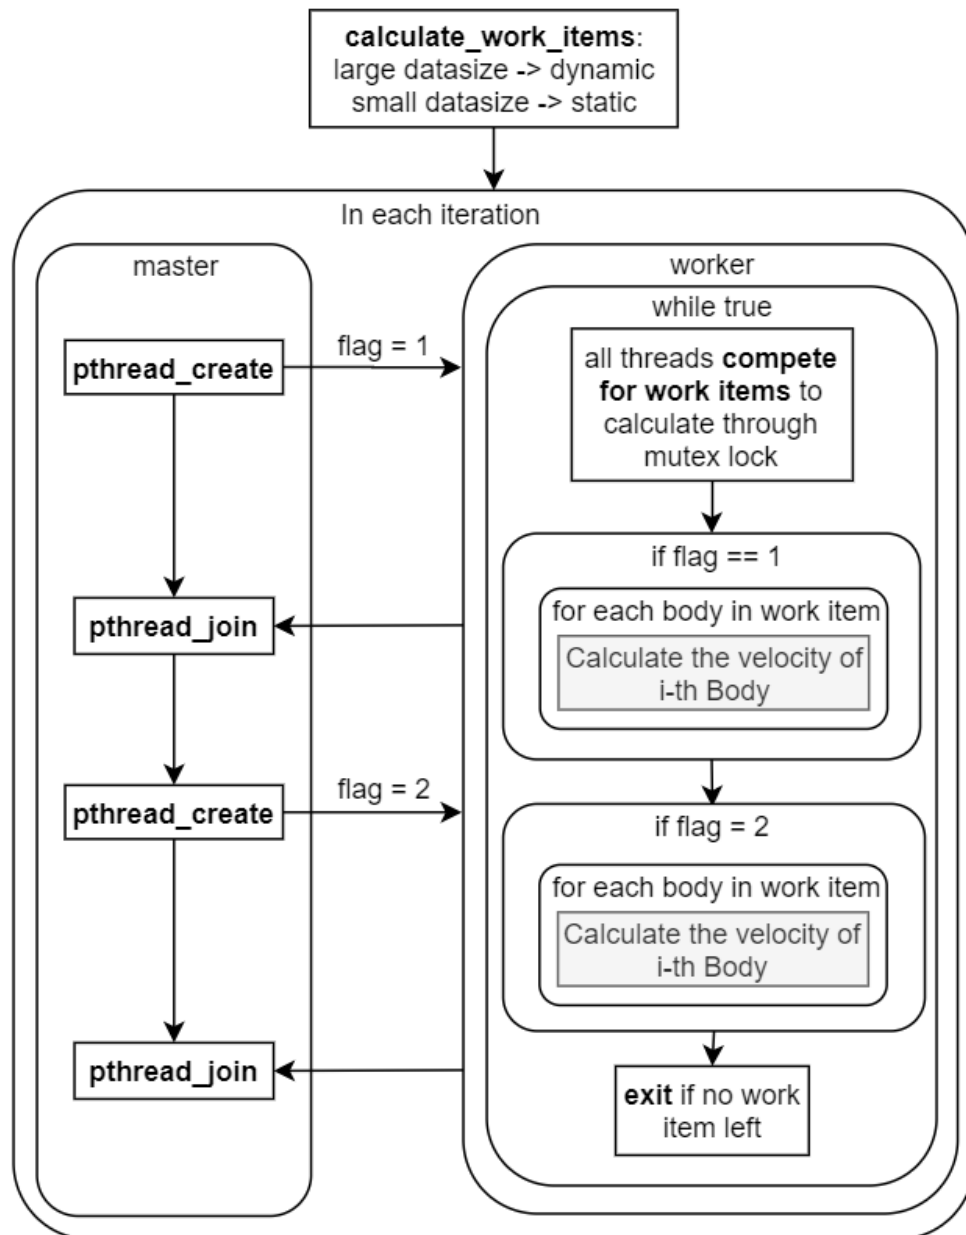 calculate_work_items:
large datasize -> dynamic
small datasize -> static
In each iteration
master
worker
while true
pthread_create
flag = 1
all threads compete
for work items to
calculate through
mutex lock
if flag == 1
for each body in work item
Calculate the velocity of
i-th Body
pthread_join
pthread_create
flag = 2
if flag = 2
for each body in work item
Calculate the velocity of
i-th Body
pthread_join
exit if no work
item left